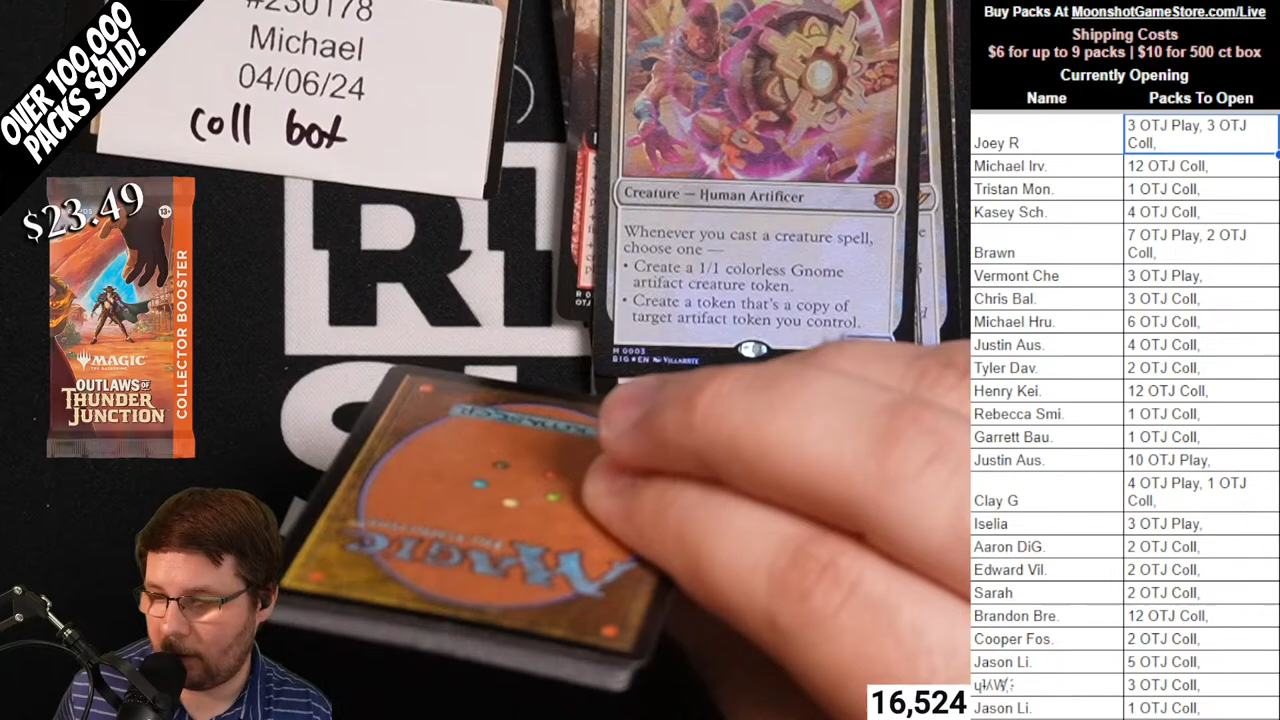 OVER 100,000
PACKS SOLD!
#230178
Michael
04/06/24
coll box
$23.49
13+
MAGIC
THE GATHERING
OUTLAWS OF
THUNDER
JUNCTION
COLLECTOR BOOSTER
Creature — Human Artificer
Whenever you cast a creature spell,
choose one —
• Create a 1/1 colorless Gnome
artifact creature token.
• Create a token that's a copy of
target artifact token you control.
M 0003
BIG★EN VILLARRTE
MAGIC
Buy Packs At MoonshotGameStore.com/Live
Shipping Costs
$6 for up to 9 packs | $10 for 500 ct box
Currently Opening
Name Packs To Open
Joey R 3 OTJ Play, 3 OTJ
Coll,
Michael Irv. 12 OTJ Coll,
Tristan Mon. 1 OTJ Coll,
Kasey Sch. 4 OTJ Coll,
Brawn 7 OTJ Play, 2 OTJ
Coll,
Vermont Che 3 OTJ Play,
Chris Bal. 3 OTJ Coll,
Michael Hru. 6 OTJ Coll,
Justin Aus. 4 OTJ Coll,
Tyler Dav. 2 OTJ Coll,
Henry Kei. 12 OTJ Coll,
Rebecca Smi. 1 OTJ Coll,
Garrett Bau. 1 OTJ Coll,
Justin Aus. 10 OTJ Play,
Clay G 4 OTJ Play, 1 OTJ
Coll,
Iselia 3 OTJ Play,
Aaron DiG. 2 OTJ Coll,
Edward Vil. 2 OTJ Coll,
Sarah 2 OTJ Coll,
Brandon Bre. 12 OTJ Coll,
Cooper Fos. 2 OTJ Coll,
Jason Li. 5 OTJ Coll,
3 OTJ Coll,
Jason Li. 1 OTJ Coll,
16,524